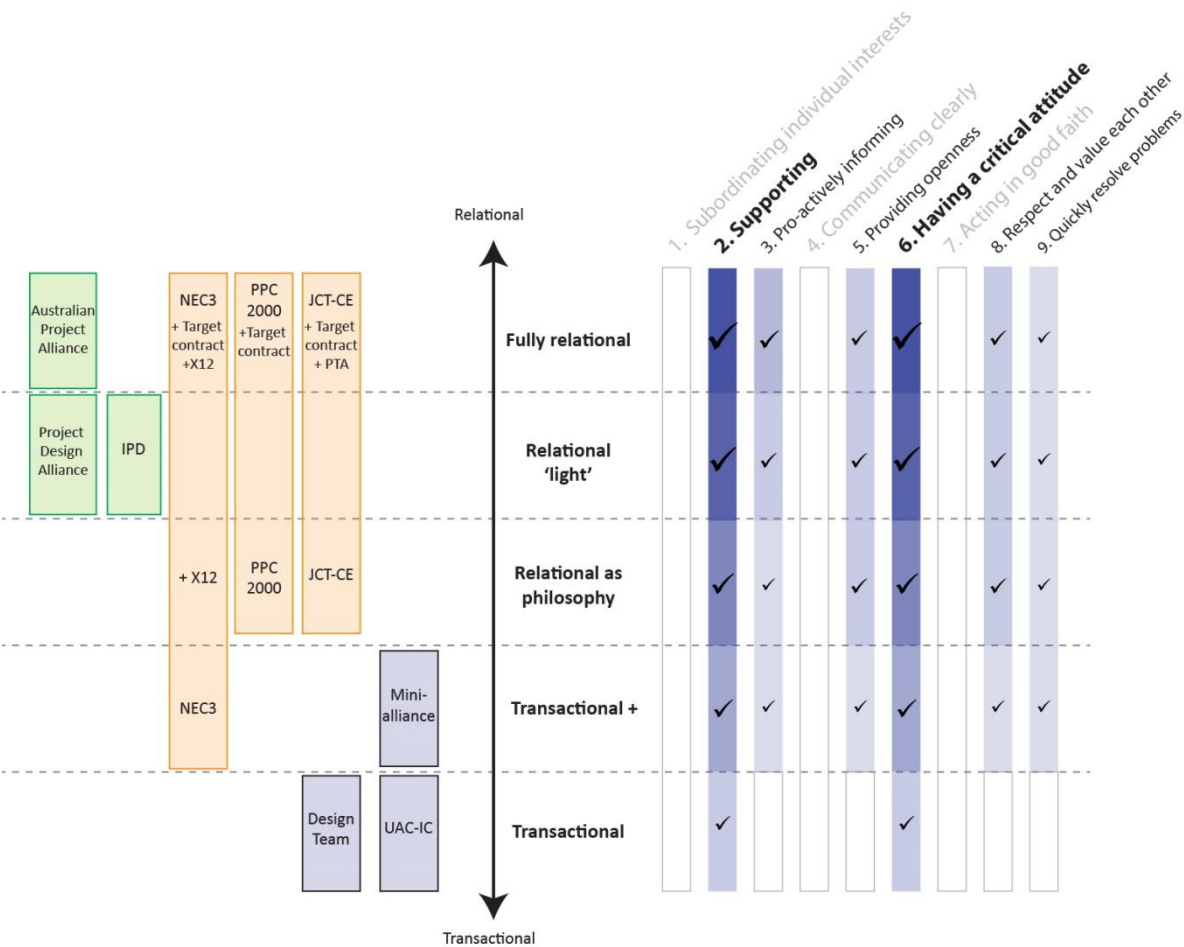 1. Subordinating individual interests
2. Supporting
3. Pro-actively informing
4. Communicating clearly
5. Providing openness
6. Having a critical attitude
7. Acting in good faith
8. Respect and value each other
9. Quickly resolve problems
Relational
Australian
Project
Alliance
NEC3
+ Target
contract
+X12
PPC
2000
+Target
contract
JCT-CE
+ Target
contract
+ PTA
Fully relational
Project
Design
Alliance
IPD
Relational
‘light’
+ X12
PPC
2000
JCT-CE
Relational as
philosophy
NEC3
Mini-
alliance
Transactional +
Design
Team
UAC-IC
Transactional
Transactional